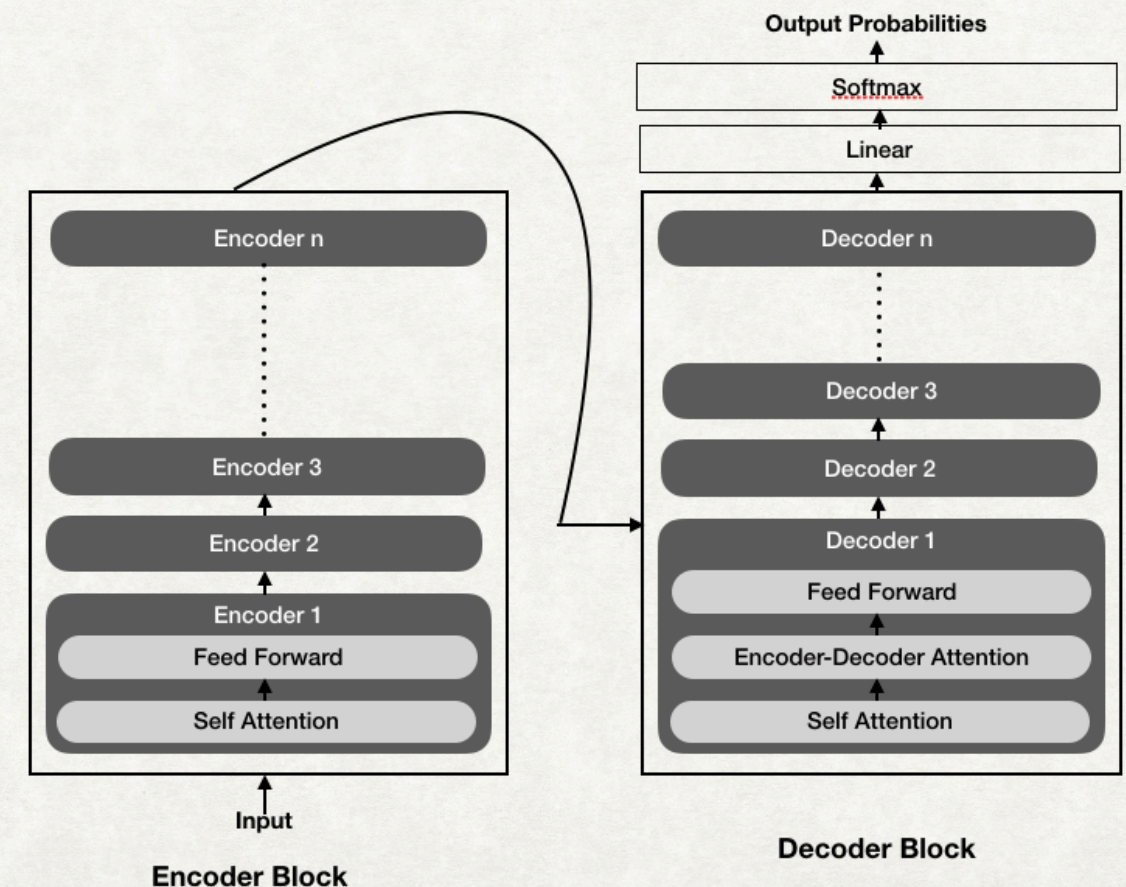 Output Probabilities
Softmax
Linear
Encoder n
Encoder 3
Encoder 2
Encoder 1
Feed Forward
Self Attention
Input
Encoder Block
Decoder n
Decoder 3
Decoder 2
Decoder 1
Feed Forward
Encoder-Decoder Attention
Self Attention
Decoder Block